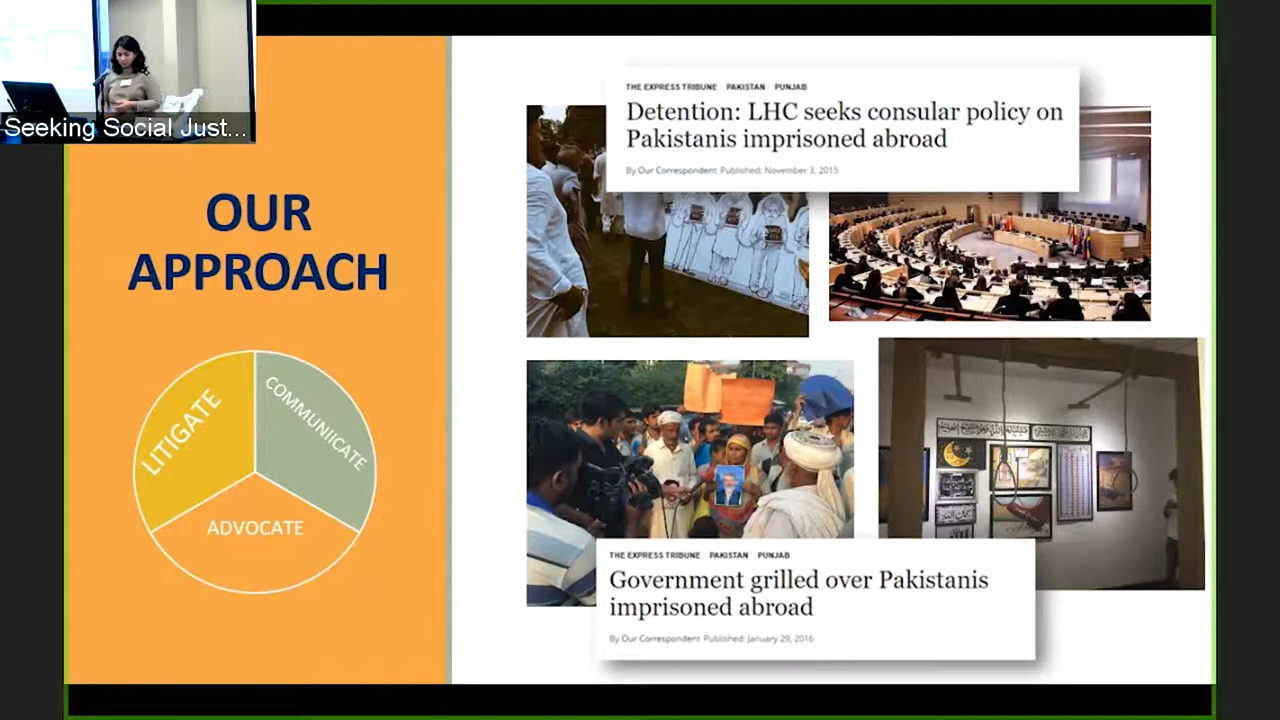 Seeking Social Just...
OUR
APPROACH
LITIGATE
COMMUNIICATE
ADVOCATE
THE EXPRESS TRIBUNE PAKISTAN PUNJAB
Detention: LHC seeks consular policy on
Pakistanis imprisoned abroad
By Our Correspondent Published: November 3, 2015
THE EXPRESS TRIBUNE PAKISTAN PUNJAB
Government grilled over Pakistanis
imprisoned abroad
By Our Correspondent Published: January 29, 2016